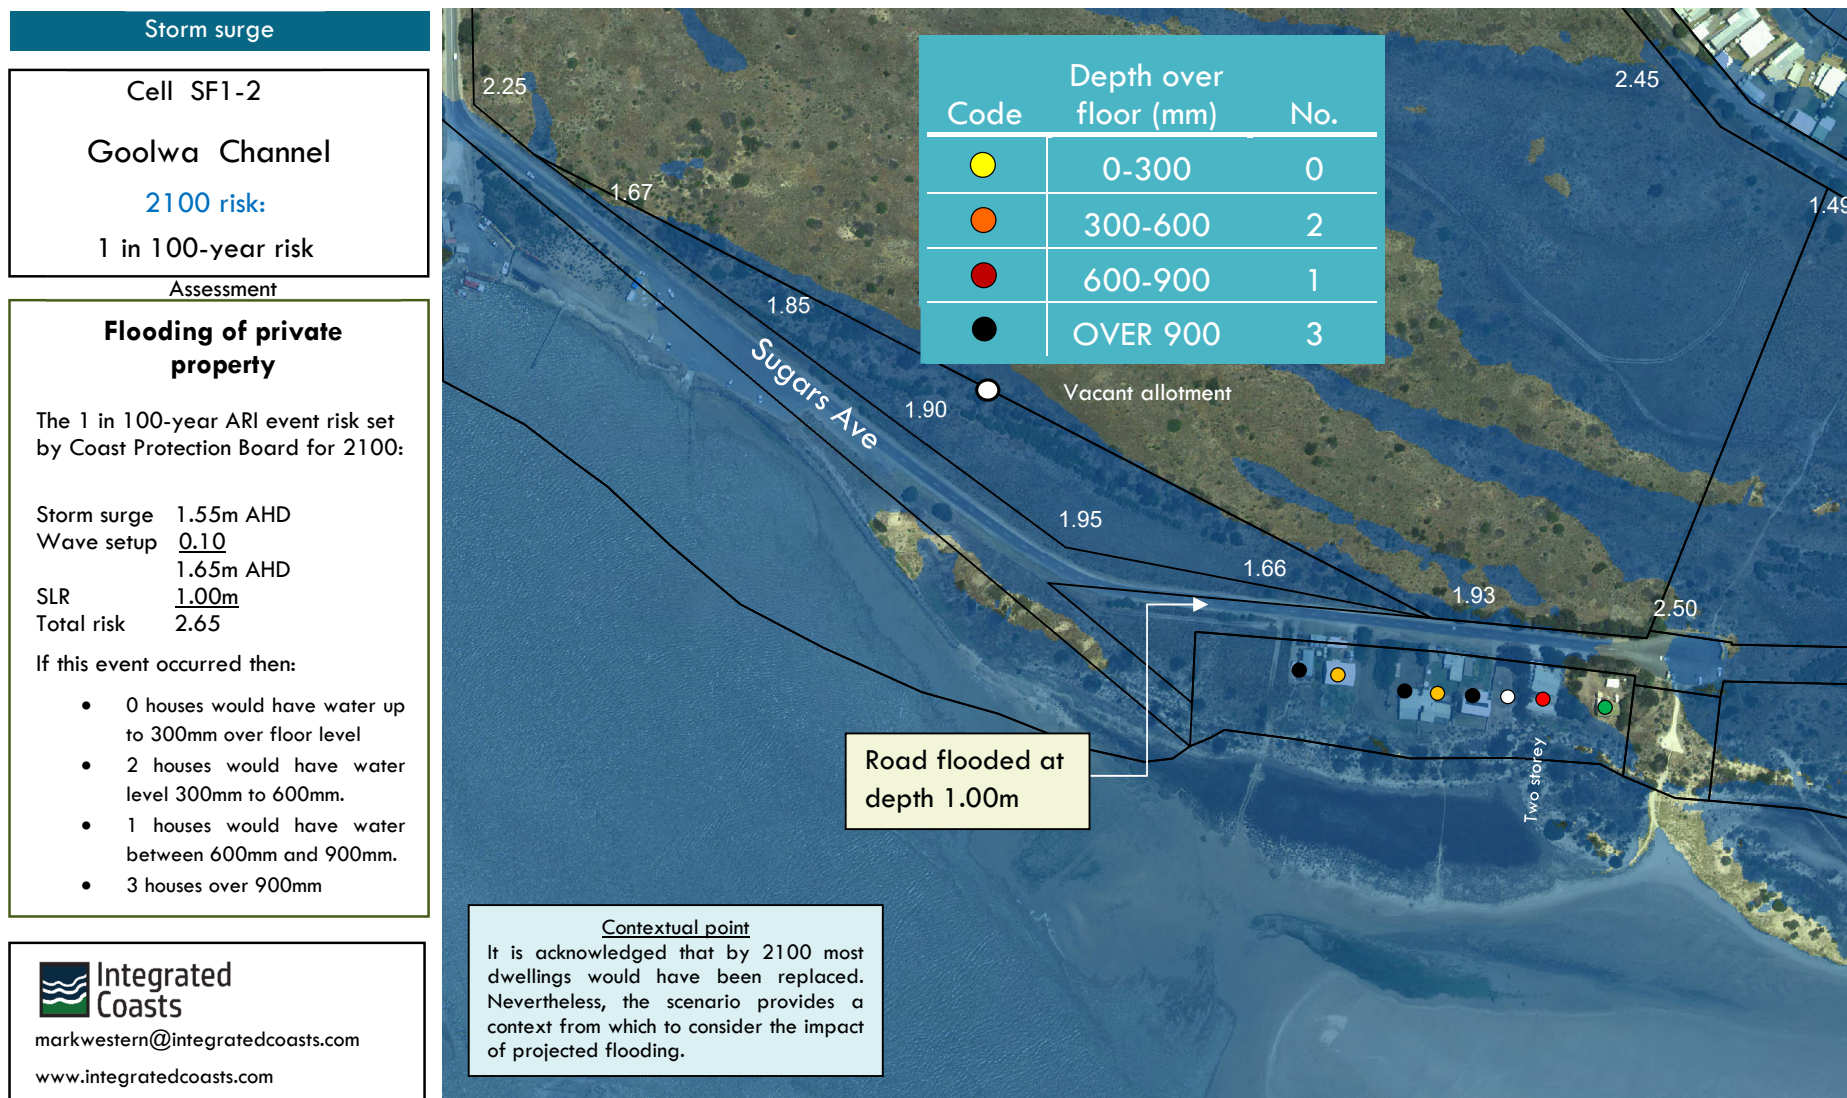 Storm surge
Cell SF1-2
Goolwa Channel
2100 risk:
1 in 100-year risk
Assessment
Flooding of private
property
The 1 in 100-year ARI event risk set
by Coast Protection Board for 2100:
Storm surge 1.55m AHD
Wave setup 0.10
1.65m AHD
SLR 1.00m
Total risk 2.65
If this event occurred then:
• 0 houses would have water up
to 300mm over floor level
• 2 houses would have water
level 300mm to 600mm.
• 1 houses would have water
between 600mm and 900mm.
• 3 houses over 900mm
Integrated
Coasts
markwestern@integratedcoasts.com
www.integratedcoasts.com
Depth over
Code floor (mm) No.
0-300 0
300-600 2
600-900 1
OVER 900 3
Vacant allotment
2.25
2.45
1.67
1.49
1.85
Sugars Ave
1.90
1.95
1.66
1.93
2.50
Road flooded at
depth 1.00m
Two storey
Contextual point
It is acknowledged that by 2100 most
dwellings would have been replaced.
Nevertheless, the scenario provides a
context from which to consider the impact
of projected flooding.